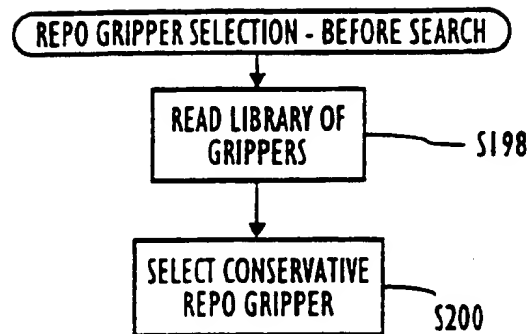 REPO GRIPPER SELECTION - BEFORE SEARCH
READ LIBRARY OF
GRIPPERS
S198
SELECT CONSERVATIVE
REPO GRIPPER
S200